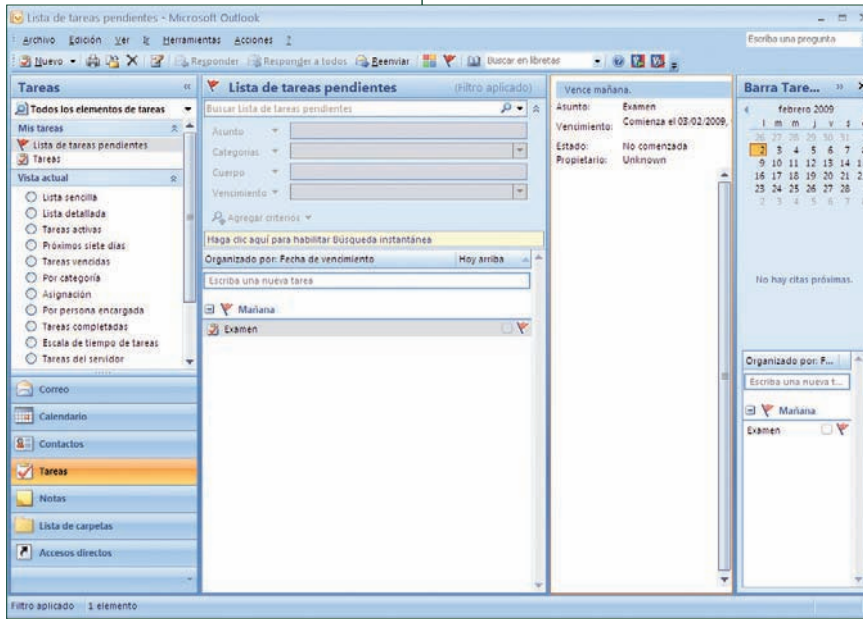 Lista de tareas pendientes - Microsoft Outlook
Archivo Edición Ver Ir Herramientas Acciones ?
Escriba una pregunta
Nuevo Responder Responder a todos Reenviar Buscar en libretas
Tareas
Todos los elementos de tareas
Mis tareas
Lista de tareas pendientes
Tareas
Vista actual
Lista sencilla
Lista detallada
Tareas activas
Próximos siete días
Tareas vencidas
Por categoría
Asignación
Por persona encargada
Tareas completadas
Escala de tiempo de tareas
Tareas del servidor
Correo
Calendario
Contactos
Tareas
Notas
Lista de carpetas
Accesos directos
Lista de tareas pendientes (Filtro aplicado)
Buscar Lista de tareas pendientes
Asunto
Categorías
Cuerpo
Vencimiento
Agregar criterios
Haga clic aquí para habilitar Búsqueda instantánea
Organizado por: Fecha de vencimiento Hoy arriba
Escriba una nueva tarea
Mañana
Examen
Vence mañana.
Asunto: Examen
Vencimiento: Comienza el 03/02/2009,
Estado: No comenzada
Propietario: Unknown
Barra Tare...
febrero 2009
l m m j v s
26 27 28 29 30 31
2 3 4 5 6 7
9 10 11 12 13 14
16 17 18 19 20 21
23 24 25 26 27 28
2 3 4 5 6 7
No hay citas próximas.
Organizado por: F...
Escriba una nueva t...
Mañana
Examen
Filtro aplicado 1 elemento